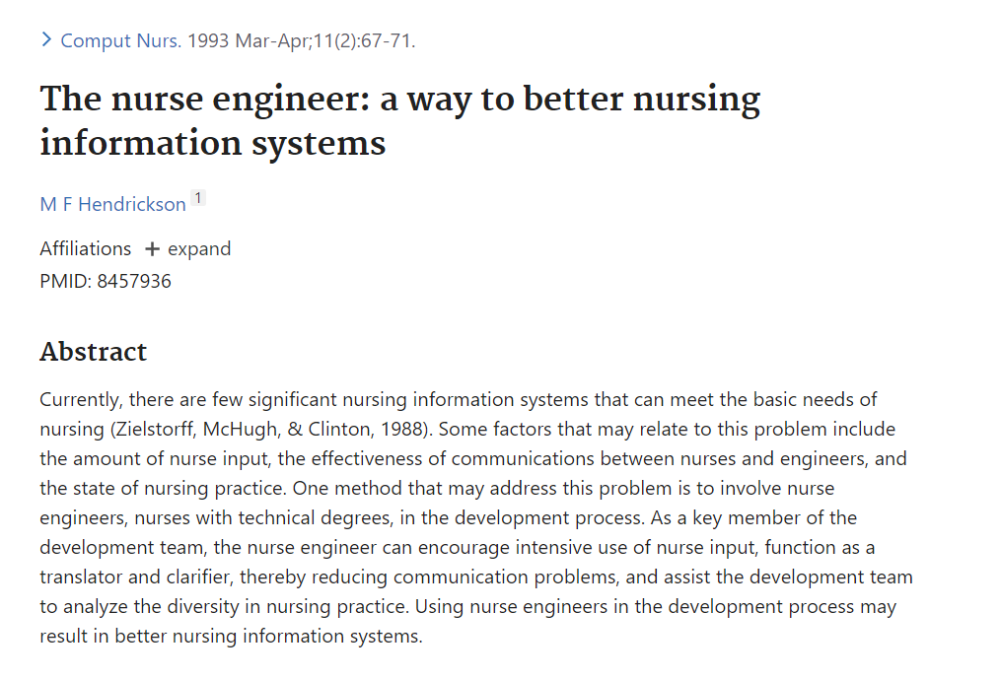 Comput Nurs. 1993 Mar-Apr;11(2):67-71.
The nurse engineer: a way to better nursing
information systems
M F Hendrickson 1
Affiliations + expand
PMID: 8457936
Abstract
Currently, there are few significant nursing information systems that can meet the basic needs of
nursing (Zielstorff, McHugh, & Clinton, 1988). Some factors that may relate to this problem include
the amount of nurse input, the effectiveness of communications between nurses and engineers, and
the state of nursing practice. One method that may address this problem is to involve nurse
engineers, nurses with technical degrees, in the development process. As a key member of the
development team, the nurse engineer can encourage intensive use of nurse input, function as a
translator and clarifier, thereby reducing communication problems, and assist the development team
to analyze the diversity in nursing practice. Using nurse engineers in the development process may
result in better nursing information systems.